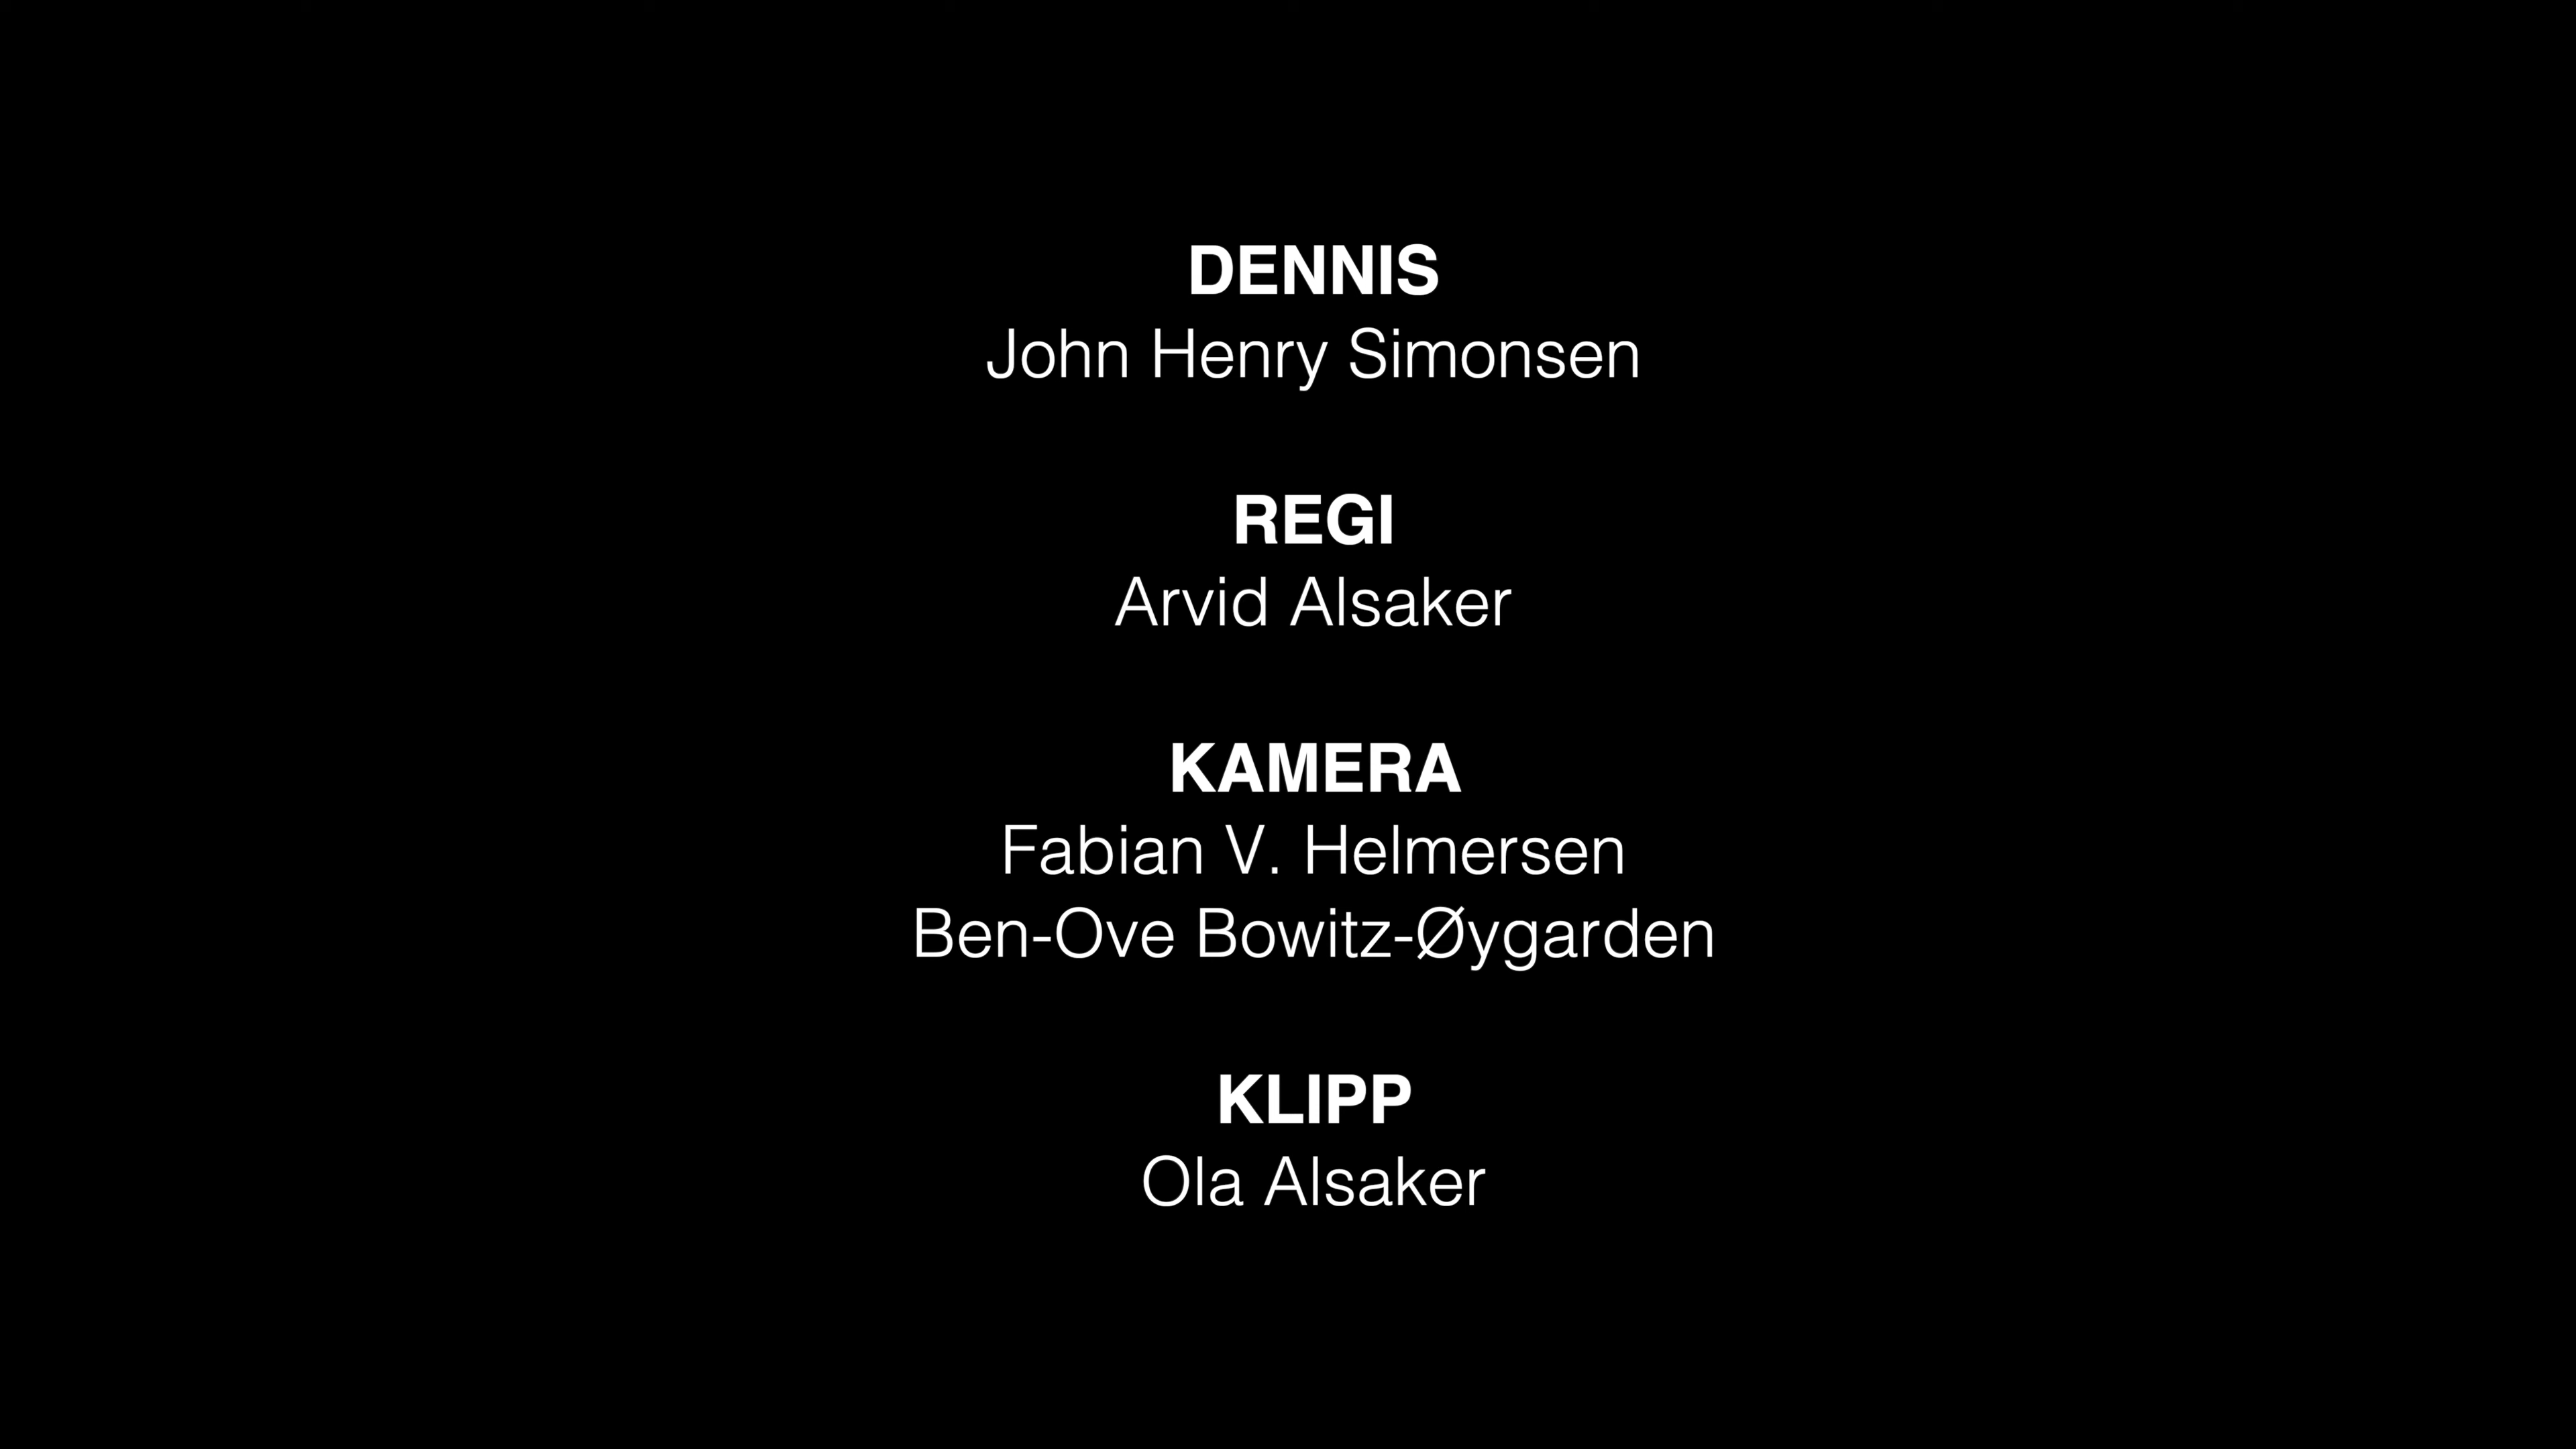 DENNIS
John Henry Simonsen
REGI
Arvid Alsaker
KAMERA
Fabian V. Helmersen
Ben-Ove Bowitz-Øygarden
KLIPP
Ola Alsaker